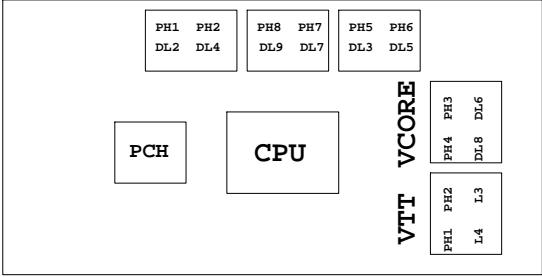 PH1 PH2
DL2 DL4
PH8 PH7
DL9 DL7
PH5 PH6
DL3 DL5
PCH
CPU
VCORE
PH3 DL6
PH4 DL8
VTT
PH2 L3
PH1 L4